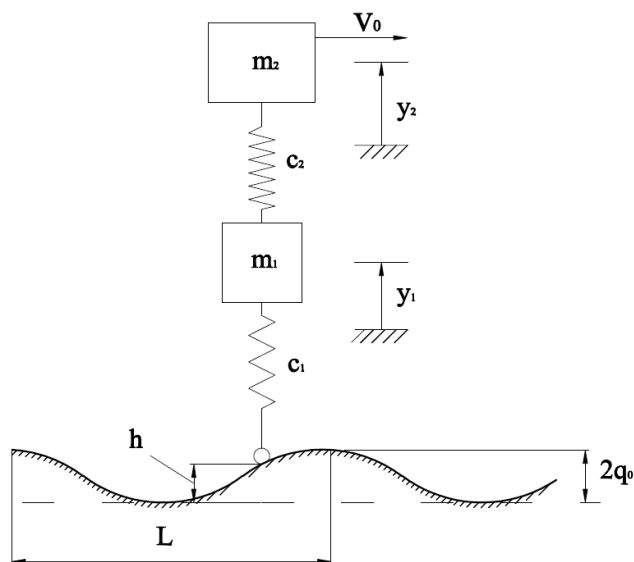 V₀
m₂
y₂
c₂
m₁
y₁
c₁
h
2q₀
L